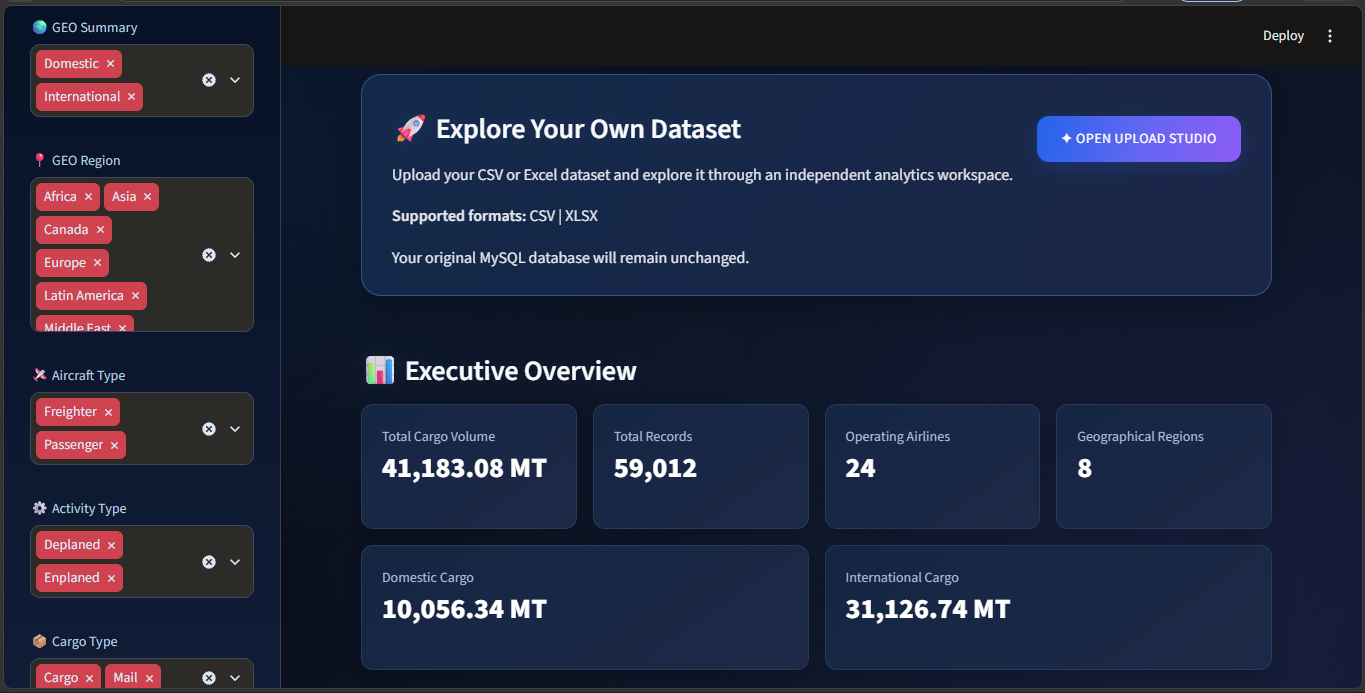 GEO Summary
Domestic ×
International ×
GEO Region
Africa × Asia ×
Canada ×
Europe ×
Latin America ×
Middle East ×
Aircraft Type
Freighter ×
Passenger ×
Activity Type
Deplaned ×
Enplaned ×
Cargo Type
Cargo × Mail ×
Deploy
Explore Your Own Dataset
✦ OPEN UPLOAD STUDIO
Upload your CSV or Excel dataset and explore it through an independent analytics workspace.
Supported formats: CSV | XLSX
Your original MySQL database will remain unchanged.
Executive Overview
Total Cargo Volume
41,183.08 MT
Total Records
59,012
Operating Airlines
24
Geographical Regions
8
Domestic Cargo
10,056.34 MT
International Cargo
31,126.74 MT